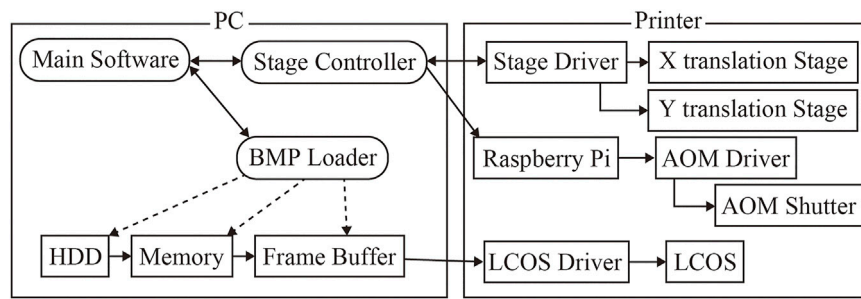 PC
Printer
Main Software
Stage Controller
Stage Driver
X translation Stage
Y translation Stage
BMP Loader
Raspberry Pi
AOM Driver
AOM Shutter
HDD
Memory
Frame Buffer
LCOS Driver
LCOS